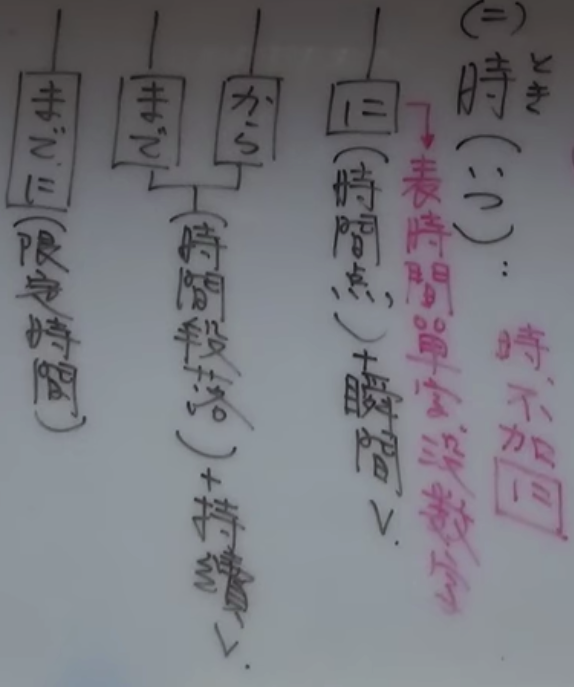 (二) 時(いつ):
とき
に (時間点)+瞬間V.
表時間單字沒數字時,不加に
から
まで
(時間段落)+持續V.
までに(限定時間)